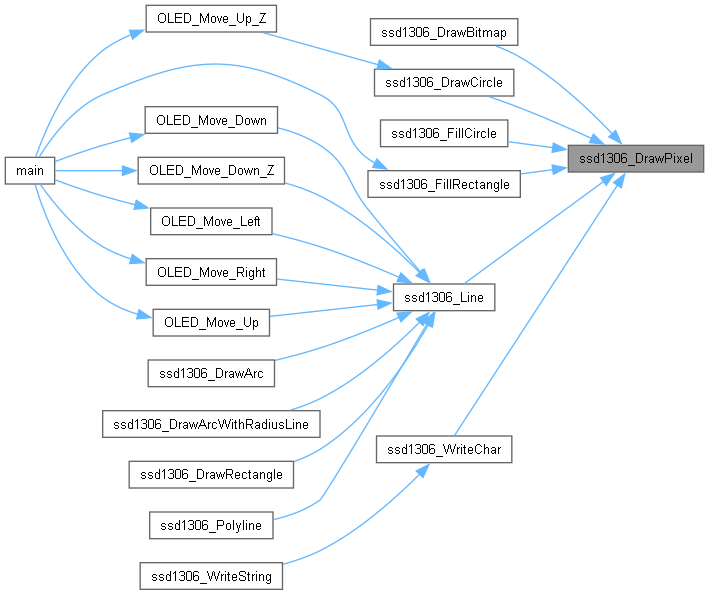 OLED_Move_Up_Z
ssd1306_DrawBitmap
ssd1306_DrawCircle
OLED_Move_Down
ssd1306_FillCircle
main
OLED_Move_Down_Z
ssd1306_DrawPixel
ssd1306_FillRectangle
OLED_Move_Left
OLED_Move_Right
ssd1306_Line
OLED_Move_Up
ssd1306_DrawArc
ssd1306_DrawArcWithRadiusLine
ssd1306_WriteChar
ssd1306_DrawRectangle
ssd1306_Polyline
ssd1306_WriteString